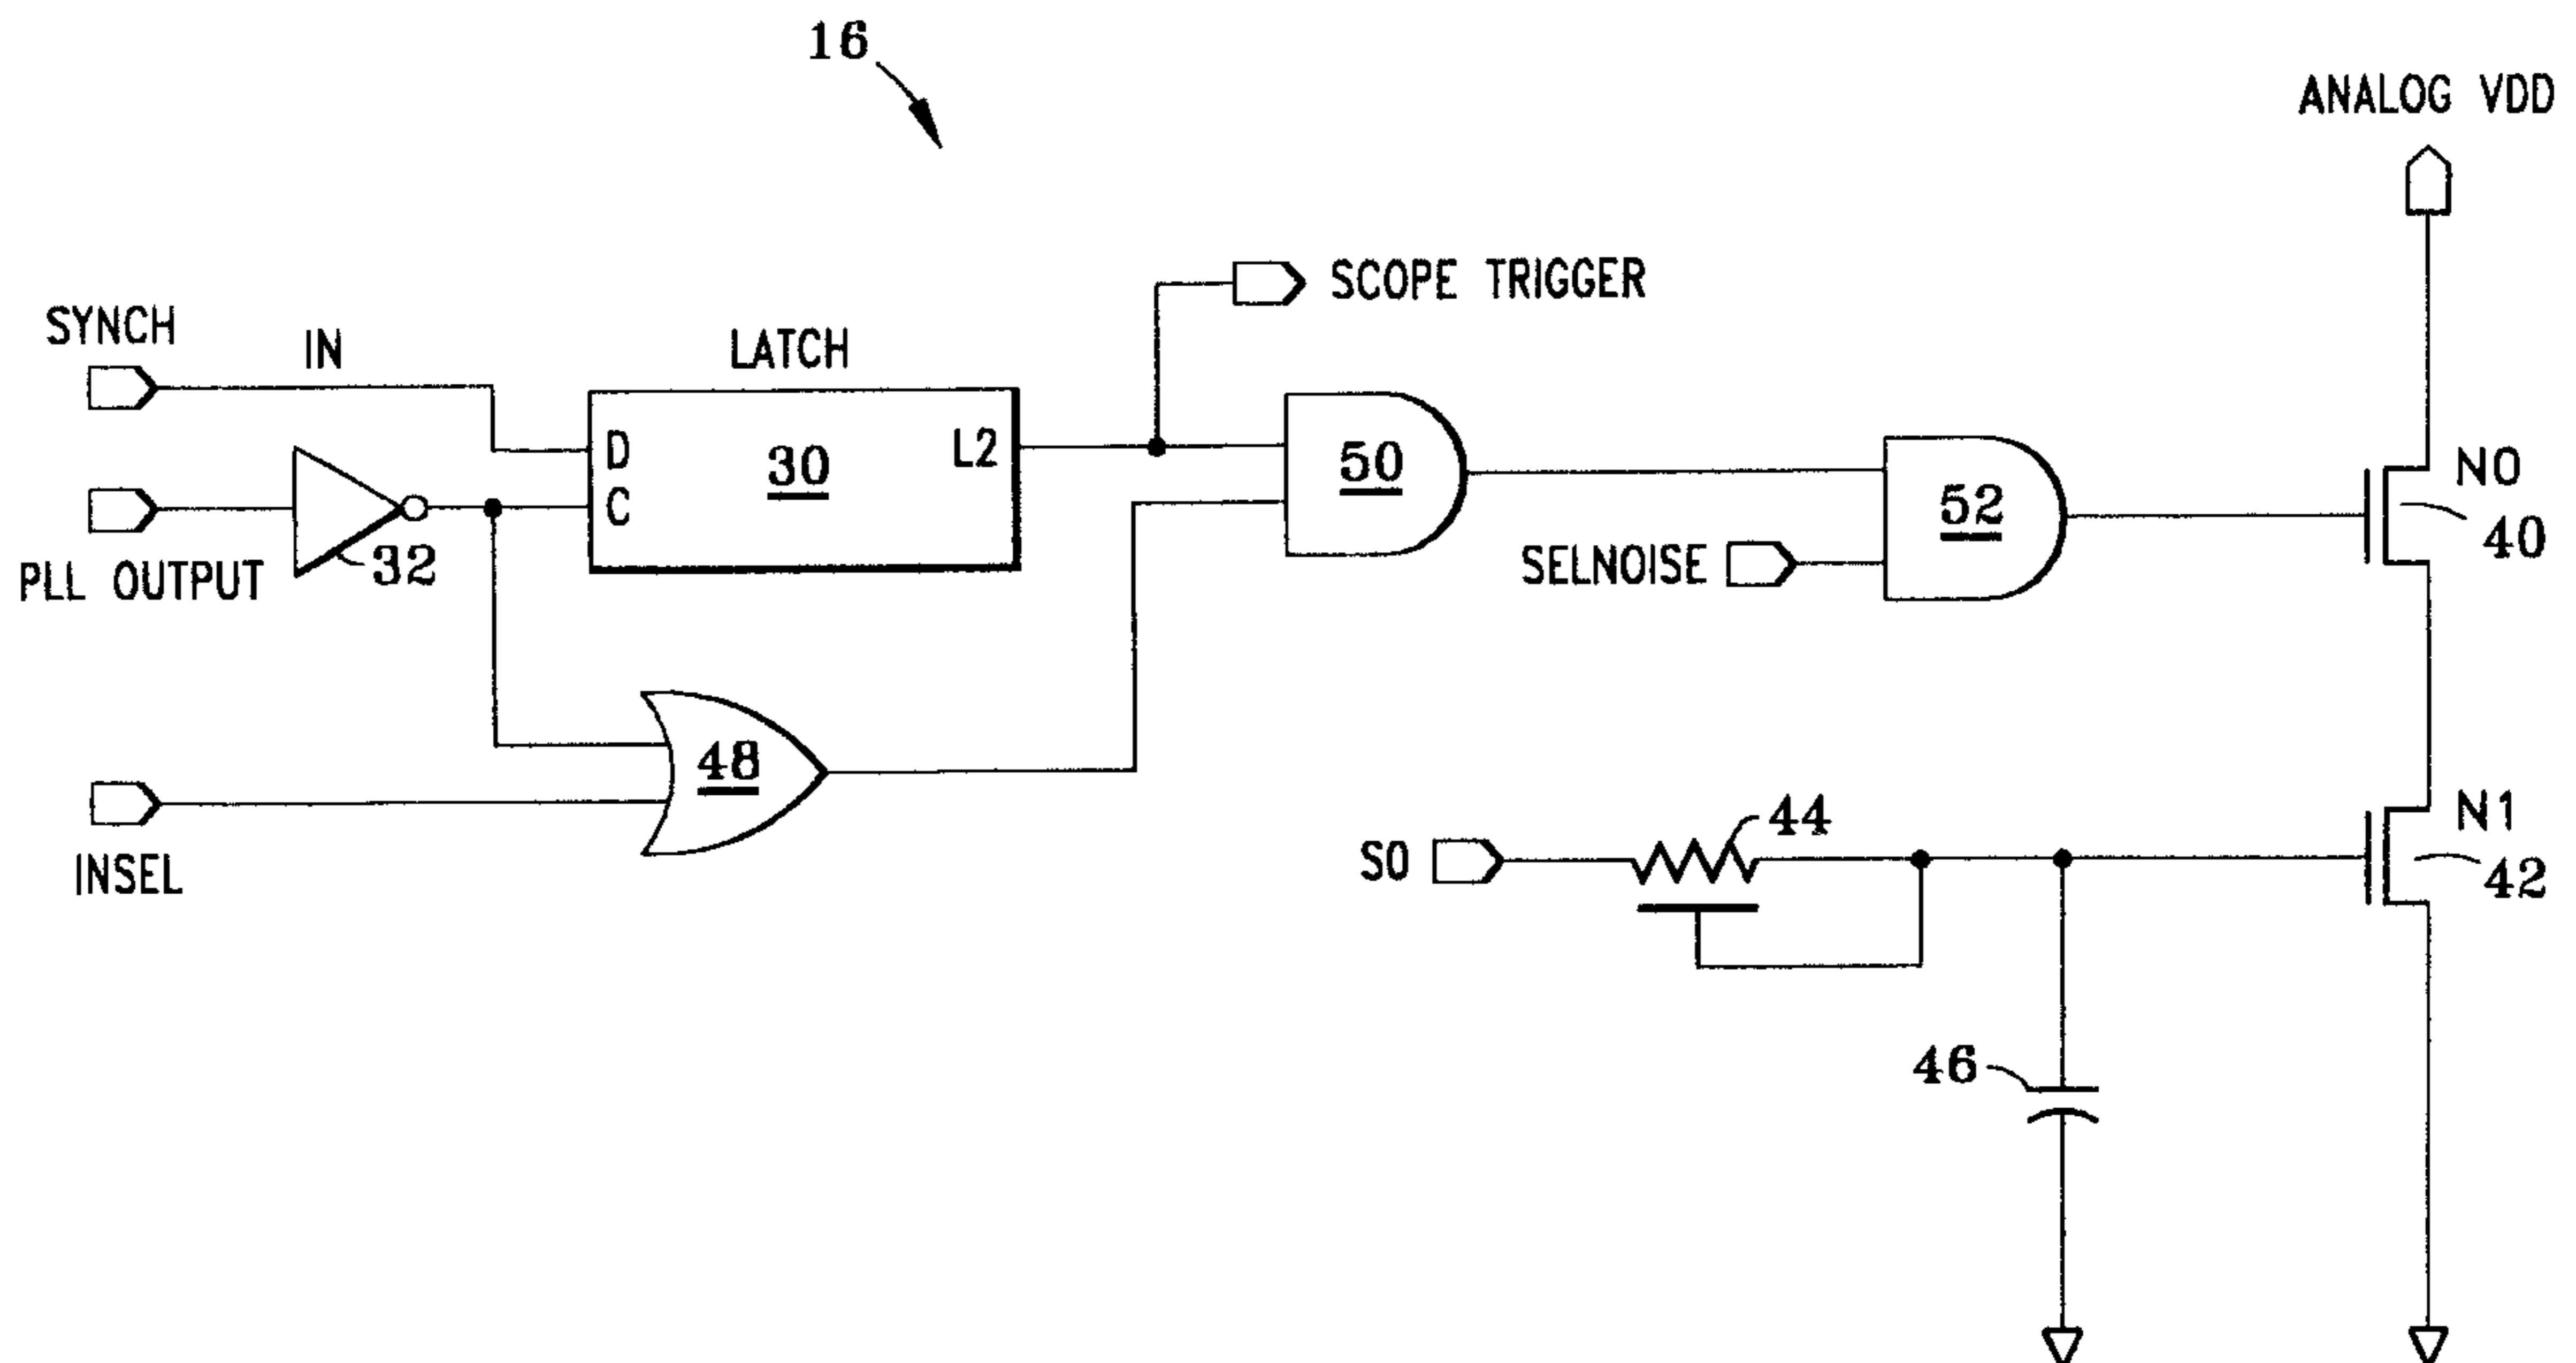 16
ANALOG VDD
SCOPE TRIGGER
SYNCH
IN
LATCH
D
L2
30
C
50
N0
52
40
PLL OUTPUT
32
SELNOISE
48
INSEL
S0
44
N1
42
46